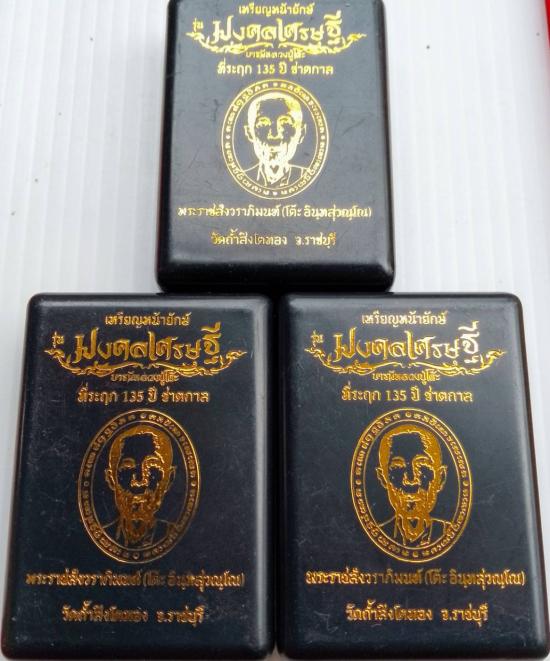 เหรียญหน้ายักษ์
รุ่น มงคลเศรษฐี
บารมีหลวงปู่โต๊ะ
ที่ระฤก 135 ปี ชาตกาล
พระราชสังวราภิมนฑ์ (โต๊ะ อินฺทสุวณฺโณ)
วัดถ้ำสิงโตทอง จ.ราชบุรี
เหรียญหน้ายักษ์
รุ่น มงคลเศรษฐี
บารมีหลวงปู่โต๊ะ
ที่ระฤก 135 ปี ชาตกาล
พระราชสังวราภิมนฑ์ (โต๊ะ อินฺทสุวณฺโณ)
วัดถ้ำสิงโตทอง จ.ราชบุรี
เหรียญหน้ายักษ์
รุ่น มงคลเศรษฐี
บารมีหลวงปู่โต๊ะ
ที่ระฤก 135 ปี ชาตกาล
พระราชสังวราภิมนฑ์ (โต๊ะ อินฺทสุวณฺโณ)
วัดถ้ำสิงโตทอง จ.ราชบุรี